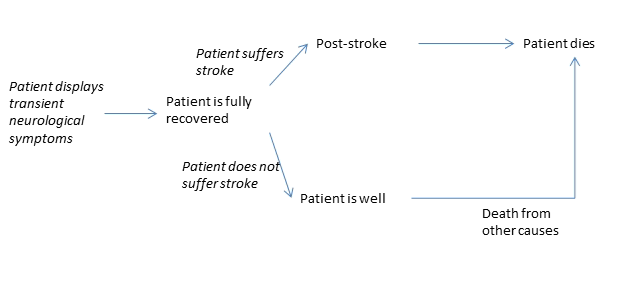 Patient displays
transient
neurological
symptoms
Patient is fully
recovered
Patient suffers
stroke
Post-stroke
Patient dies
Patient does not
suffer stroke
Patient is well
Death from
other causes